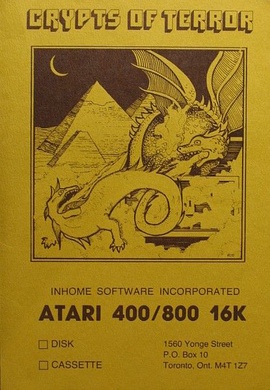 CRYPTS OF TERROR
INHOME SOFTWARE INCORPORATED
ATARI 400/800 16K
DISK
CASSETTE
1560 Yonge Street
P.O. Box 10
Toronto, Ont. M4T 1Z7